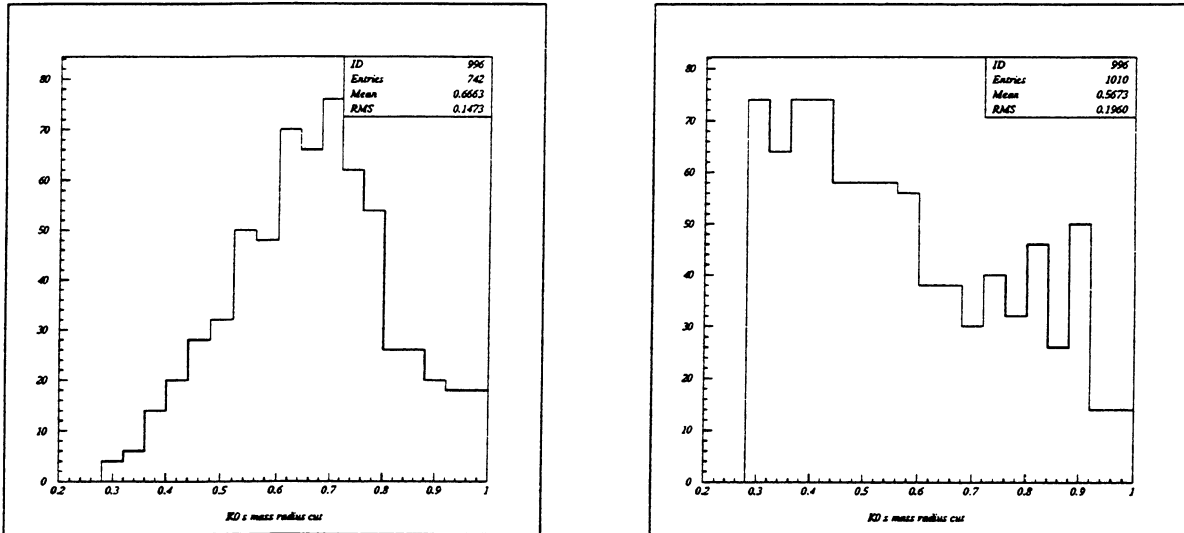 ID 996
Entries 742
Mean 0.6663
RMS 0.1473
80
70
60
50
40
30
20
10
0
0.2 0.3 0.4 0.5 0.6 0.7 0.8 0.9 1
K0 s mass radius cut
ID 996
Entries 1010
Mean 0.5673
RMS 0.1960
80
70
60
50
40
30
20
10
0
0.2 0.3 0.4 0.5 0.6 0.7 0.8 0.9 1
K0 s mass radius cut